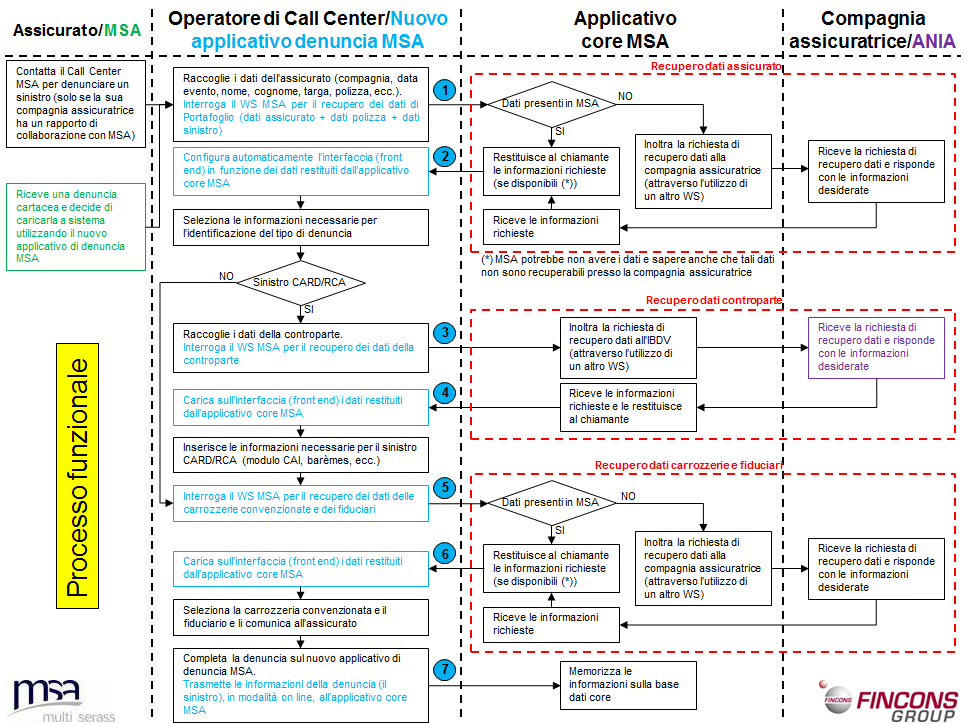 Assicurato/MSA
Operatore di Call Center/Nuovo
applicativo denuncia MSA
Applicativo
core MSA
Compagnia
assicuratrice/ANIA
Contatta il Call Center
MSA per denunciare un
sinistro (solo se la sua
compagnia assicuratrice
ha un rapporto di
collaborazione con MSA)
Riceve una denuncia
cartacea e decide di
caricarla a sistema
utilizzando il nuovo
applicativo di denuncia
MSA
Raccoglie i dati dell'assicurato (compagnia, data
evento, nome, cognome, targa, polizza, ecc.).
Interroga il WS MSA per il recupero dei dati di
Portafoglio (dati assicurato + dati polizza + dati
sinistro)
1
Recupero dati assicurato
Dati presenti in MSA
NO
SI
Configura automaticamente l'interfaccia (front
end) in funzione dei dati restituiti dall'applicativo
core MSA
2
Restituisce al chiamante
le informazioni richieste
(se disponibili (*))
Inoltra la richiesta di
recupero dati alla
compagnia assicuratrice
(attraverso l'utilizzo di
un altro WS)
Riceve la richiesta di
recupero dati e risponde
con le informazioni
desiderate
Seleziona le informazioni necessarie per
l'identificazione del tipo di denuncia
Riceve le informazioni
richieste
(*) MSA potrebbe non avere i dati e sapere anche che tali dati
non sono recuperabili presso la compagnia assicuratrice
NO
Sinistro CARD/RCA
SI
Recupero dati controparte
Raccoglie i dati della controparte.
Interroga il WS MSA per il recupero dei dati della
controparte
3
Inoltra la richiesta di
recupero dati all'IBDV
(attraverso l'utilizzo di
un altro WS)
Riceve la richiesta di
recupero dati e risponde
con le informazioni
desiderate
Carica sull'interfaccia (front end) i dati restituiti
dall'applicativo core MSA
4
Riceve le informazioni
richieste e le restituisce
al chiamante
Inserisce le informazioni necessarie per il sinistro
CARD/RCA (modulo CAI, barèmes, ecc.)
Recupero dati carrozzerie e fiduciari
Interroga il WS MSA per il recupero dei dati delle
carrozzerie convenzionate e dei fiduciari
5
Dati presenti in MSA
NO
SI
Carica sull'interfaccia (front end) i dati restituiti
dall'applicativo core MSA
6
Restituisce al chiamante
le informazioni richieste
(se disponibili (*))
Inoltra la richiesta di
recupero dati alla
compagnia assicuratrice
(attraverso l'utilizzo di
un altro WS)
Riceve la richiesta di
recupero dati e risponde
con le informazioni
desiderate
Seleziona la carrozzeria convenzionata e il
fiduciario e li comunica all'assicurato
Riceve le informazioni
richieste
Completa la denuncia sul nuovo applicativo di
denuncia MSA.
Trasmette le informazioni della denuncia (il
sinistro), in modalità on line, all'applicativo core
MSA
7
Memorizza le
informazioni sulla base
dati core
Processo funzionale
msa
multi serass
FINCONS
FINCONS
GROUP